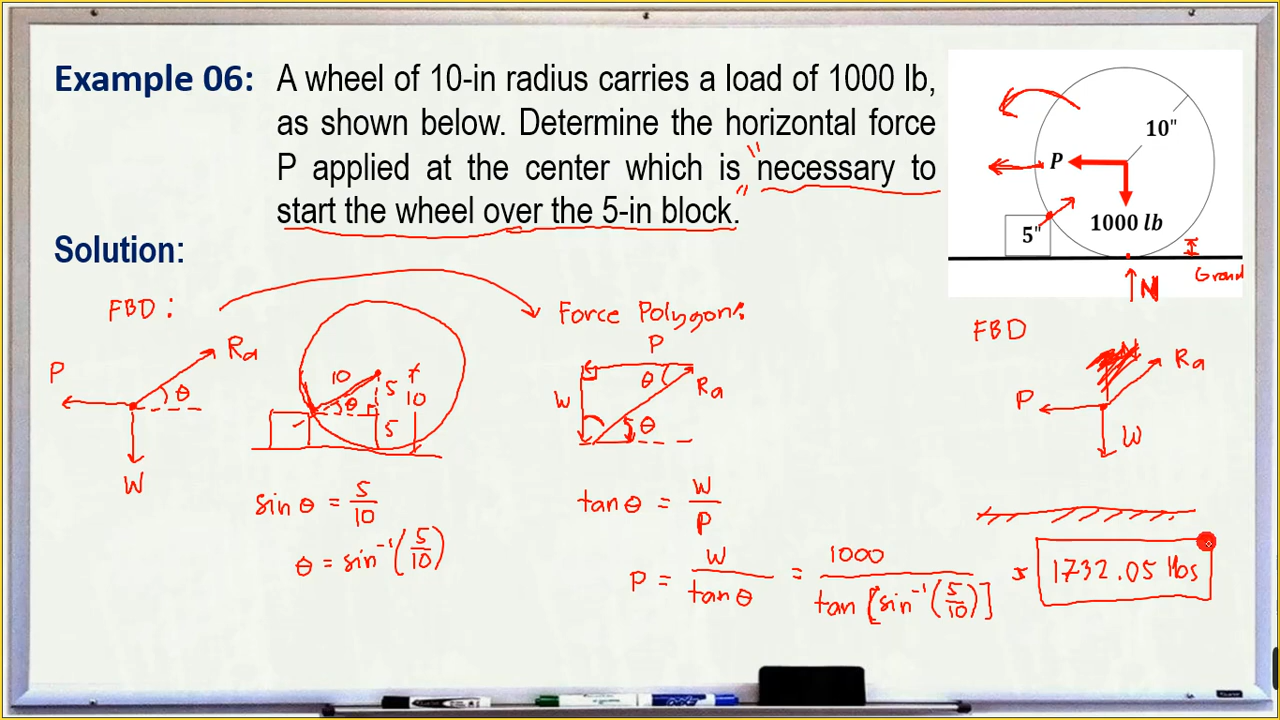 Example 06: A wheel of 10-in radius carries a load of 1000 lb,
as shown below. Determine the horizontal force
P applied at the center which is "necessary to
start the wheel over the 5-in block."
10"
P
1000 lb
5"
Ground
N
Solution:
FBD:
P
Ra
θ
W
10
θ
5
10
5
sin θ = 5/10
θ = sin⁻¹(5/10)
Force Polygon:
P
θ
W
Ra
θ
tan θ = W/P
P = W/tan θ = 1000/tan[sin⁻¹(5/10)] = 1732.05 lbs
FBD
Ra
P
W